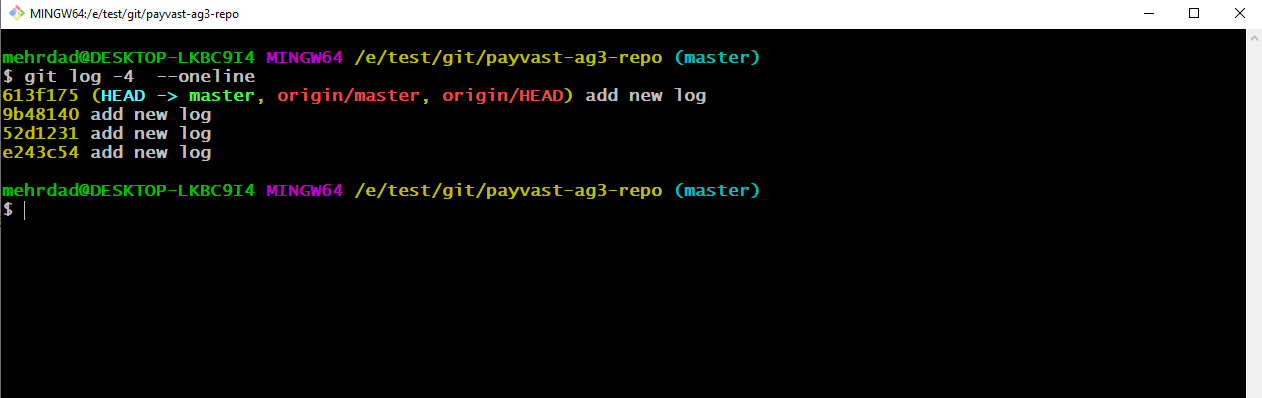 MINGW64:/e/test/git/payvast-ag3-repo
mehrdad@DESKTOP-LKBC9I4 MINGW64 /e/test/git/payvast-ag3-repo (master)
$ git log -4  --oneline
613f175 (HEAD -> master, origin/master, origin/HEAD) add new log
9b48140 add new log
52d1231 add new log
e243c54 add new log
mehrdad@DESKTOP-LKBC9I4 MINGW64 /e/test/git/payvast-ag3-repo (master)
$